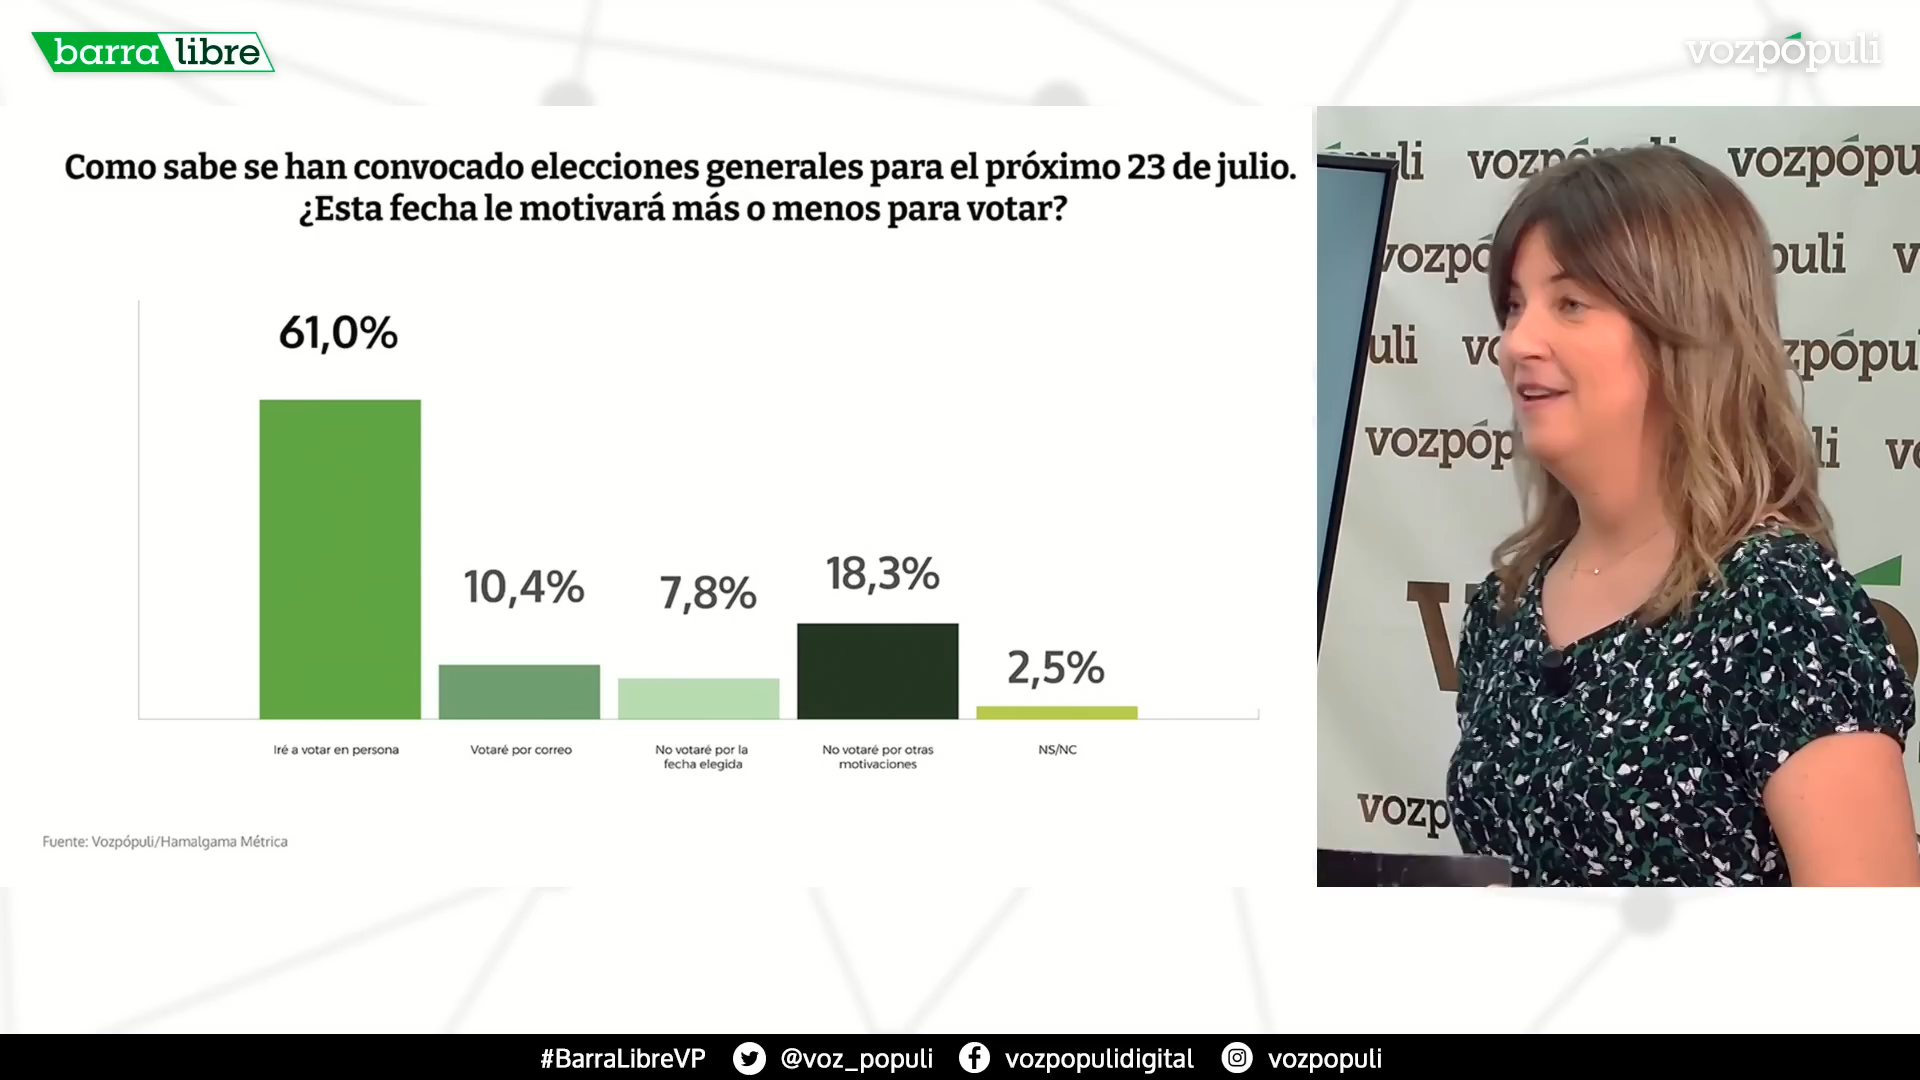 barra libre
vozpópuli
Como sabe se han convocado elecciones generales para el próximo 23 de julio.
¿Esta fecha le motivará más o menos para votar?
61,0%
10,4%
7,8%
18,3%
2,5%
Iré a votar en persona
Votaré por correo
No votaré por la
fecha elegida
No votaré por otras
motivaciones
NS/NC
Fuente: Vozpópuli/Hamalgama Métrica
vozpópuli
#BarraLibreVP @voz_populi vozpopulidigital vozpopuli